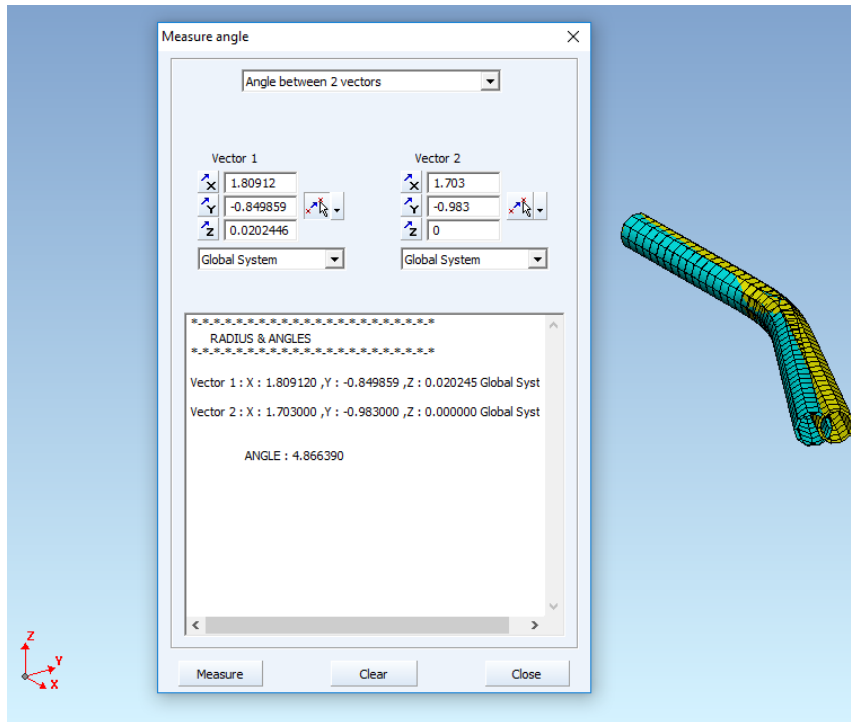 Measure angle
Angle between 2 vectors
Vector 1 Vector 2
X 1.80912 X 1.703
Y -0.849859 Y -0.983
Z 0.0202446 Z 0
Global System Global System
*-*-*-*-*-*-*-*-*-*-*-*-*-*-*-*-*-*-*-*-*-*
RADIUS & ANGLES
*-*-*-*-*-*-*-*-*-*-*-*-*-*-*-*-*-*-*-*-*-*
Vector 1 : X : 1.809120 ,Y : -0.849859 ,Z : 0.020245 Global Syst
Vector 2 : X : 1.703000 ,Y : -0.983000 ,Z : 0.000000 Global Syst
ANGLE : 4.866390
Z
Y
X
Measure Clear Close